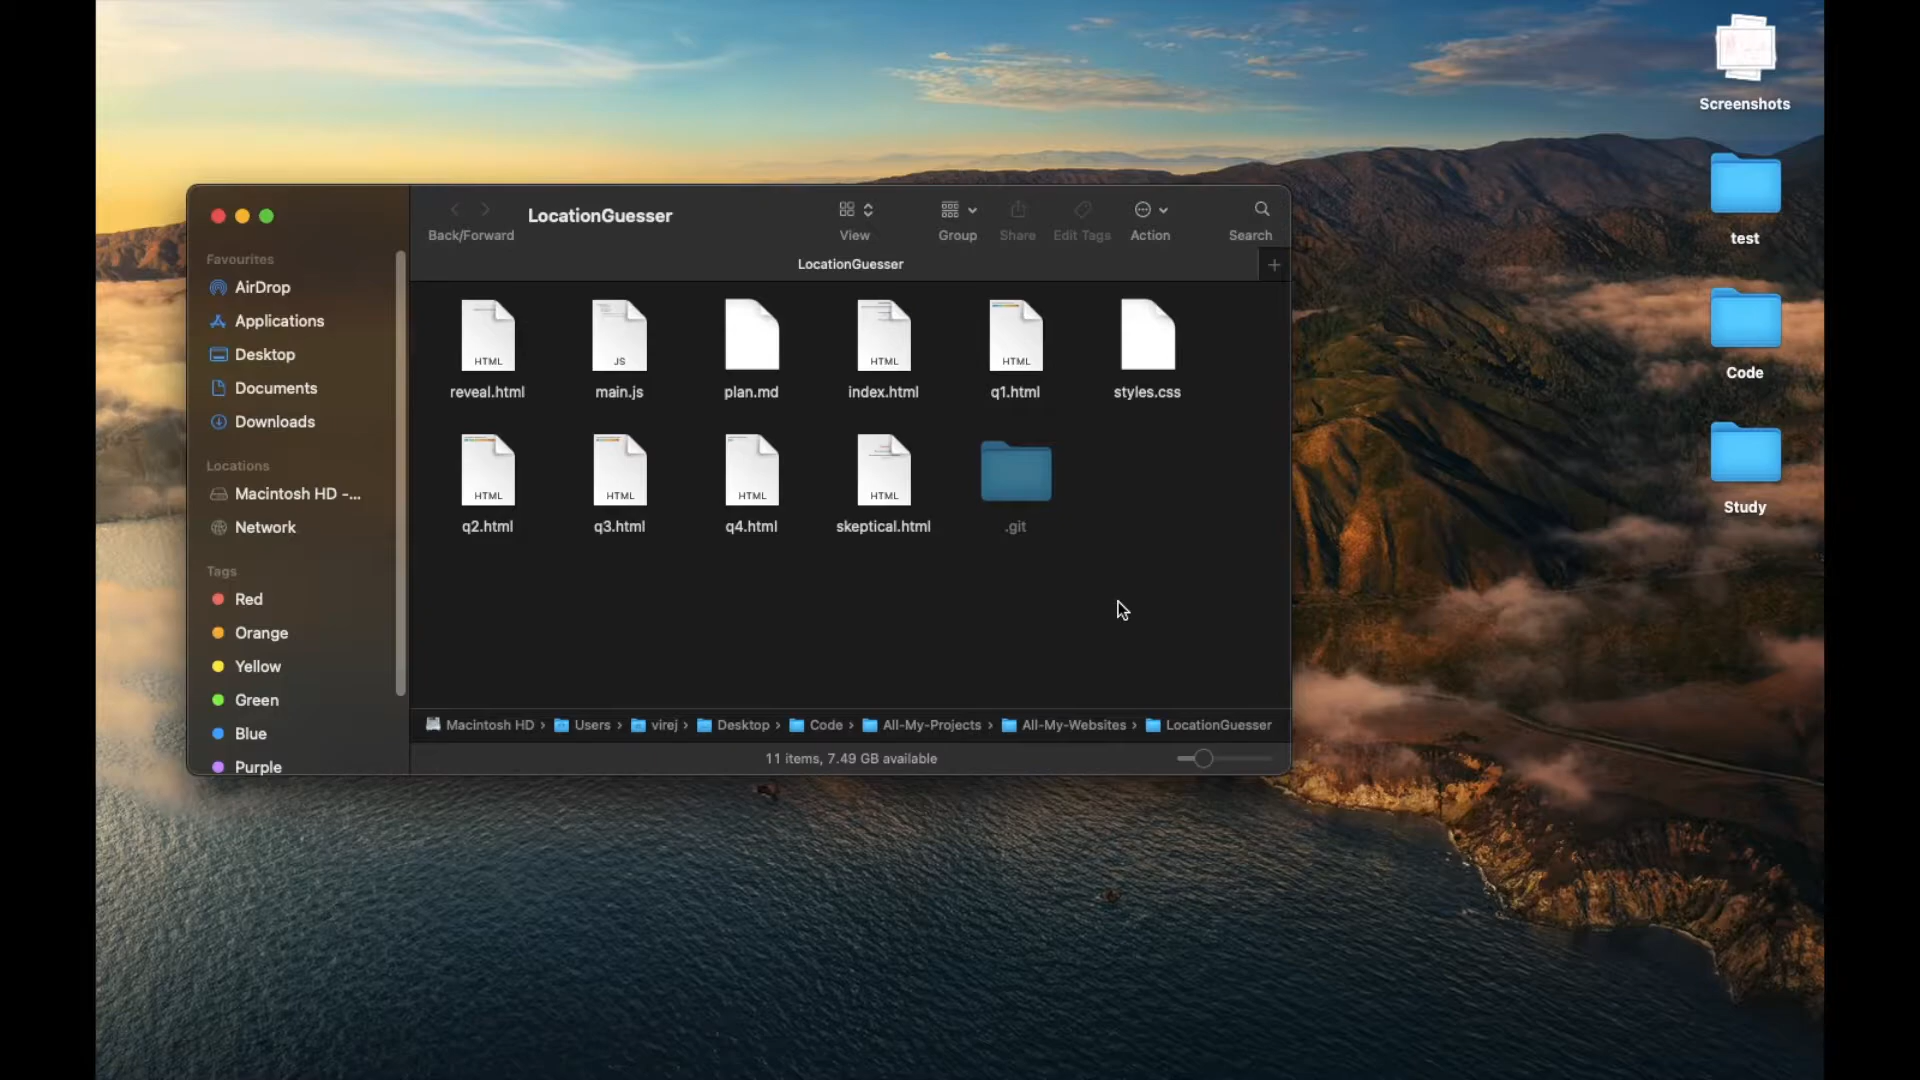 Screenshots
test
Code
Study
LocationGuesser
Back/Forward
View
Group
Share
Edit Tags
Action
Search
LocationGuesser
Favourites
AirDrop
Applications
Desktop
Documents
Downloads
Locations
Macintosh HD -...
Network
Tags
Red
Orange
Yellow
Green
Blue
Purple
HTML JS HTML HTML
reveal.html main.js plan.md index.html q1.html styles.css
HTML HTML HTML HTML
q2.html q3.html q4.html skeptical.html .git
Macintosh HD › Users › virej › Desktop › Code › All-My-Projects › All-My-Websites › LocationGuesser
11 items, 7.49 GB available